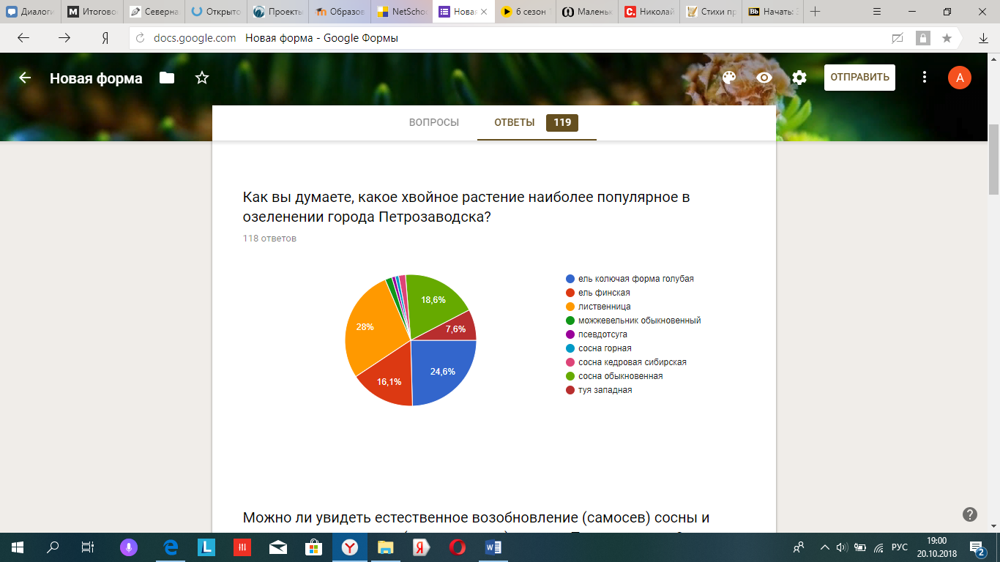 Диалоги
Итогово
Северна
Открыто
Проекты
Образов
NetSchoo
Новая
6 сезон
Маленьк
Николай
Стихи пр
Начать: З
docs.google.com Новая форма - Google Формы
Новая форма
ОТПРАВИТЬ
А
ВОПРОСЫ
ОТВЕТЫ 119
Как вы думаете, какое хвойное растение наиболее популярное в
озеленении города Петрозаводска?
118 ответов
18,6%
7,6%
28%
24,6%
16,1%
ель колючая форма голубая
ель финская
лиственница
можжевельник обыкновенный
псевдотсуга
сосна горная
сосна кедровая сибирская
сосна обыкновенная
туя западная
Можно ли увидеть естественное возобновление (самосев) сосны и
РУС
19:00
20.10.2018
2